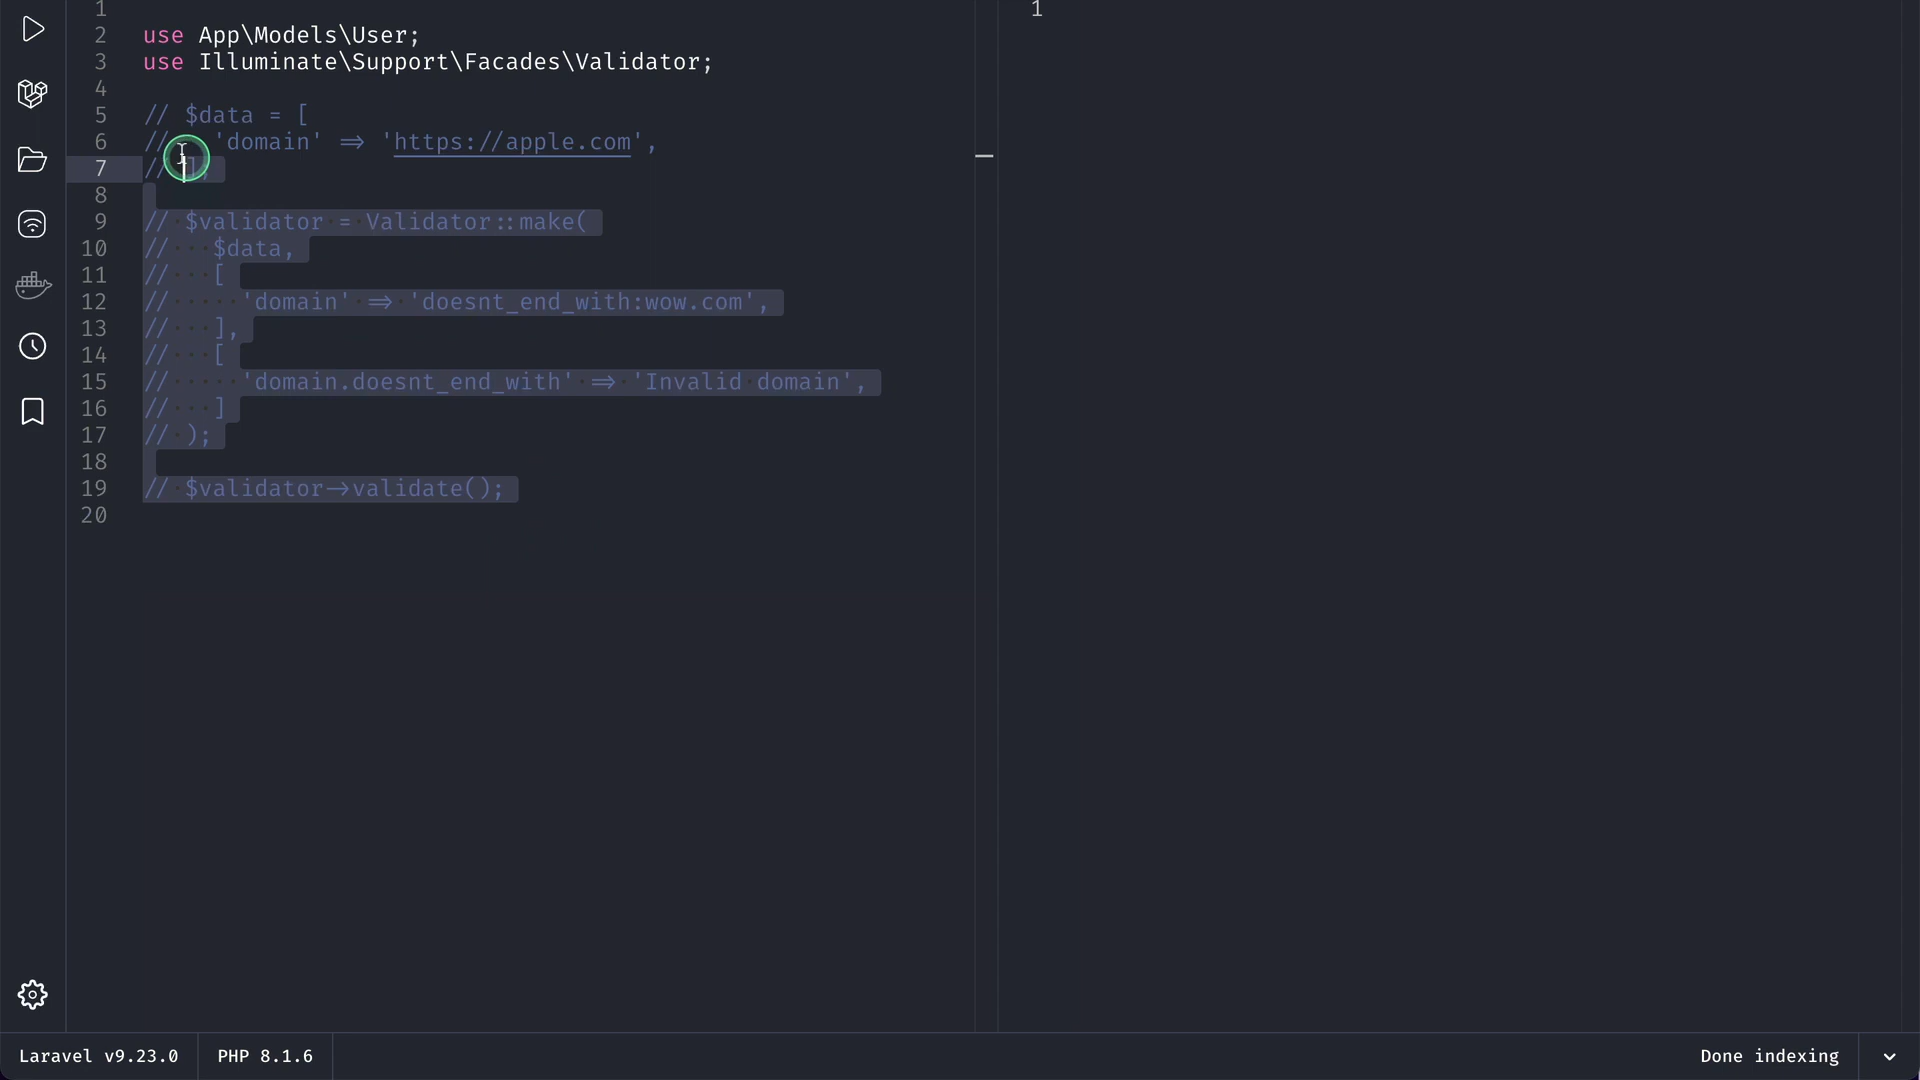 1
2 use App\Models\User;
3 use Illuminate\Support\Facades\Validator;
4
5 // $data = [
6 //   'domain' => 'https://apple.com',
7 // ];
8
9 // $validator = Validator::make(
10 //   $data,
11 //   [
12 //     'domain' => 'doesnt_end_with:wow.com',
13 //   ],
14 //   [
15 //     'domain.doesnt_end_with' => 'Invalid domain',
16 //   ]
17 // );
18
19 // $validator->validate();
20
1
Laravel v9.23.0
PHP 8.1.6
Done indexing